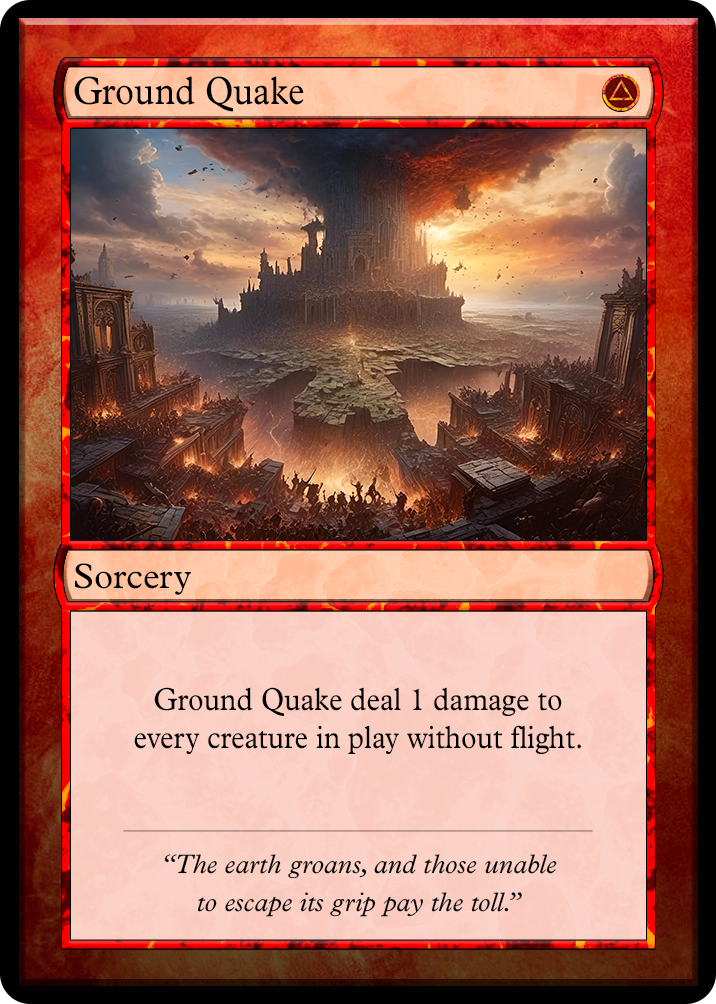 Ground Quake
Sorcery
Ground Quake deal 1 damage to
every creature in play without flight.
“The earth groans, and those unable
to escape its grip pay the toll.”